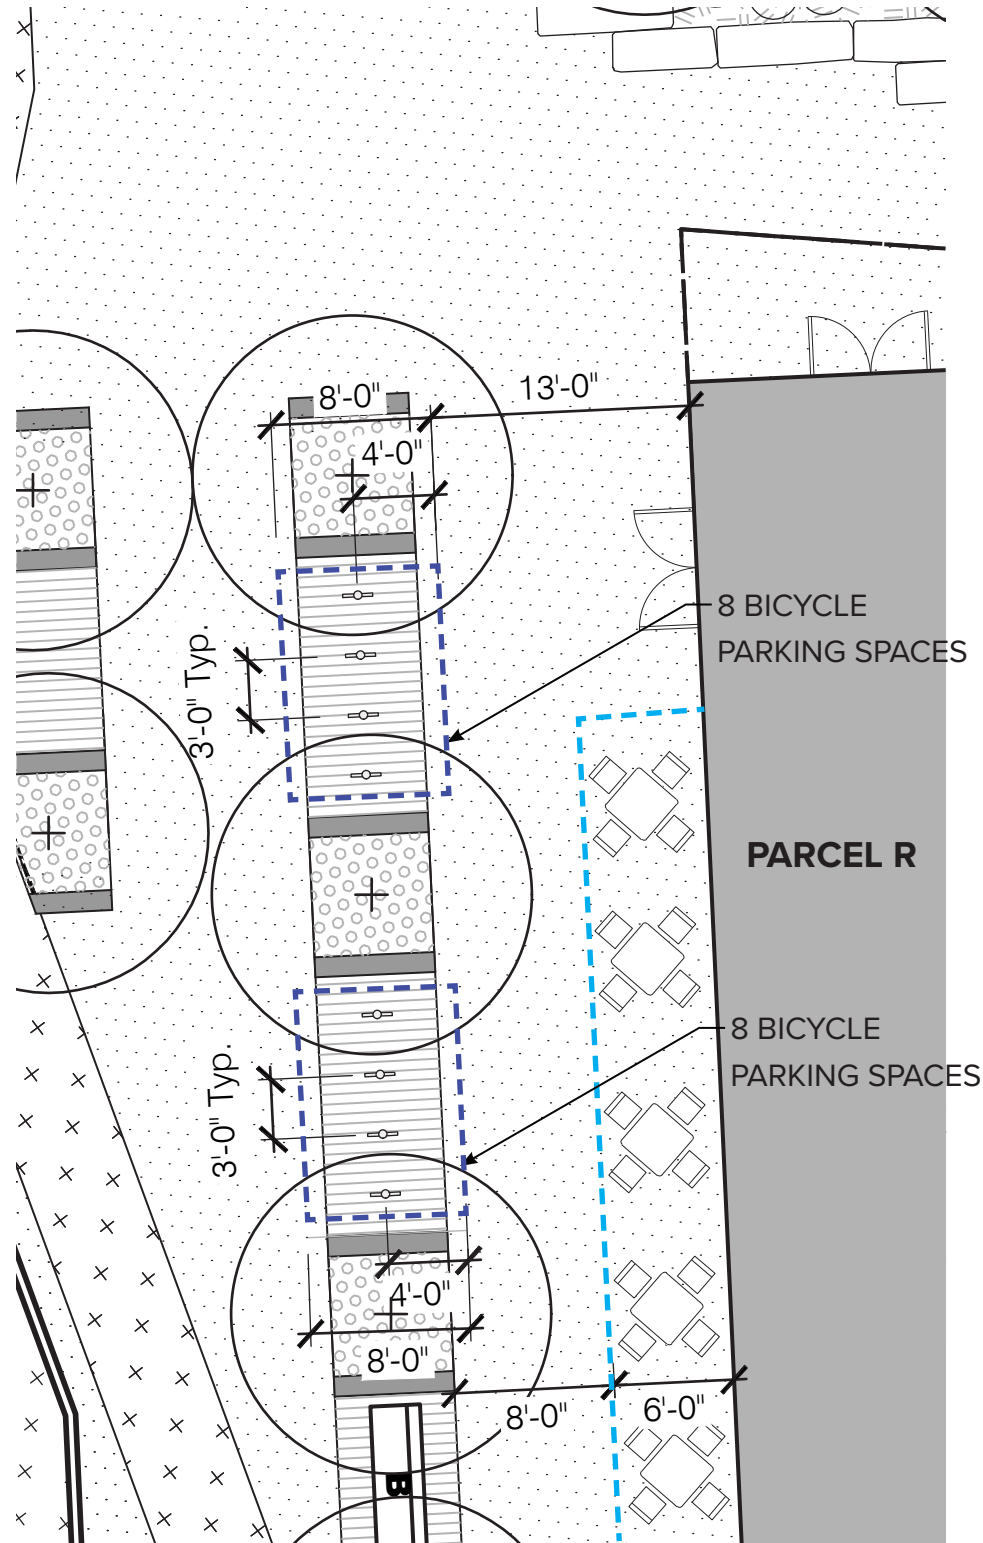 13'-0"
8'-0"
4'-0"
8 BICYCLE
PARKING SPACES
3'-0" Typ.
PARCEL R
8 BICYCLE
PARKING SPACES
3'-0" Typ.
4'-0"
8'-0"
8'-0"
6'-0"
B